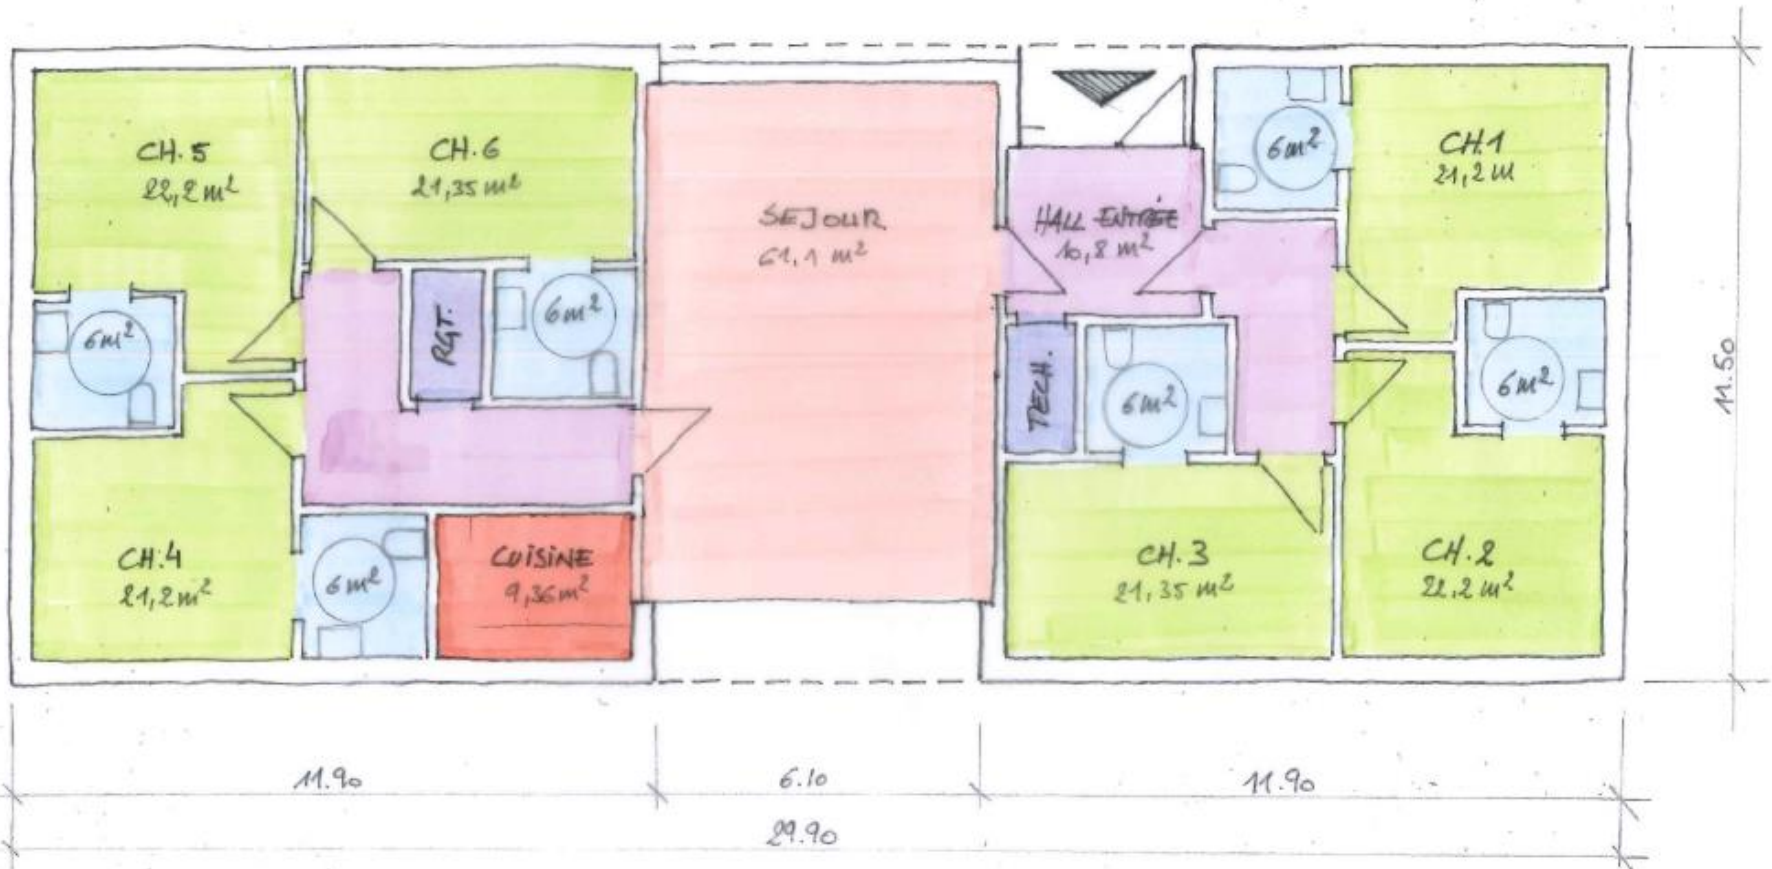 CH.5
22,2 m²
CH.6
21,35 m²
SEJOUR
61,1 m²
HALL ENTRÉE
10,8 m²
6m²
CH.1
21,2 m
6m²
RGT.
6m²
TECH.
6m²
6m²
CH.4
21,2 m²
6m²
CUISINE
9,36 m²
CH.3
21,35 m²
CH.2
22,2 m²
11.50
11.90
6.10
11.90
29.90